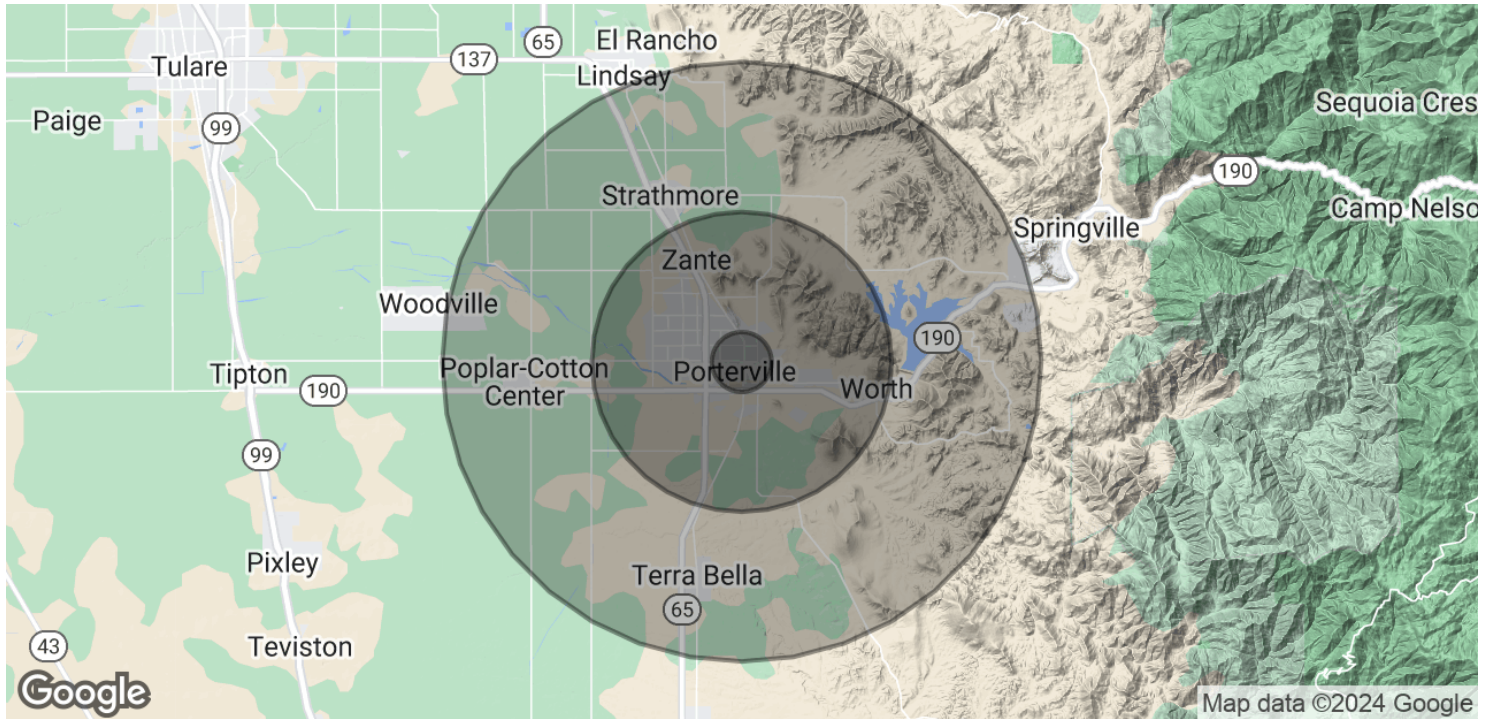 El Rancho
65
137
Tulare
Lindsay
Sequoia Cres
Paige
99
190
Strathmore
Camp Nelso
Springville
Zante
Woodville
190
Tipton
Poplar-Cotton
Center
Porterville
Worth
190
99
Pixley
Terra Bella
65
43
Teviston
Google
Map data ©2024 Google